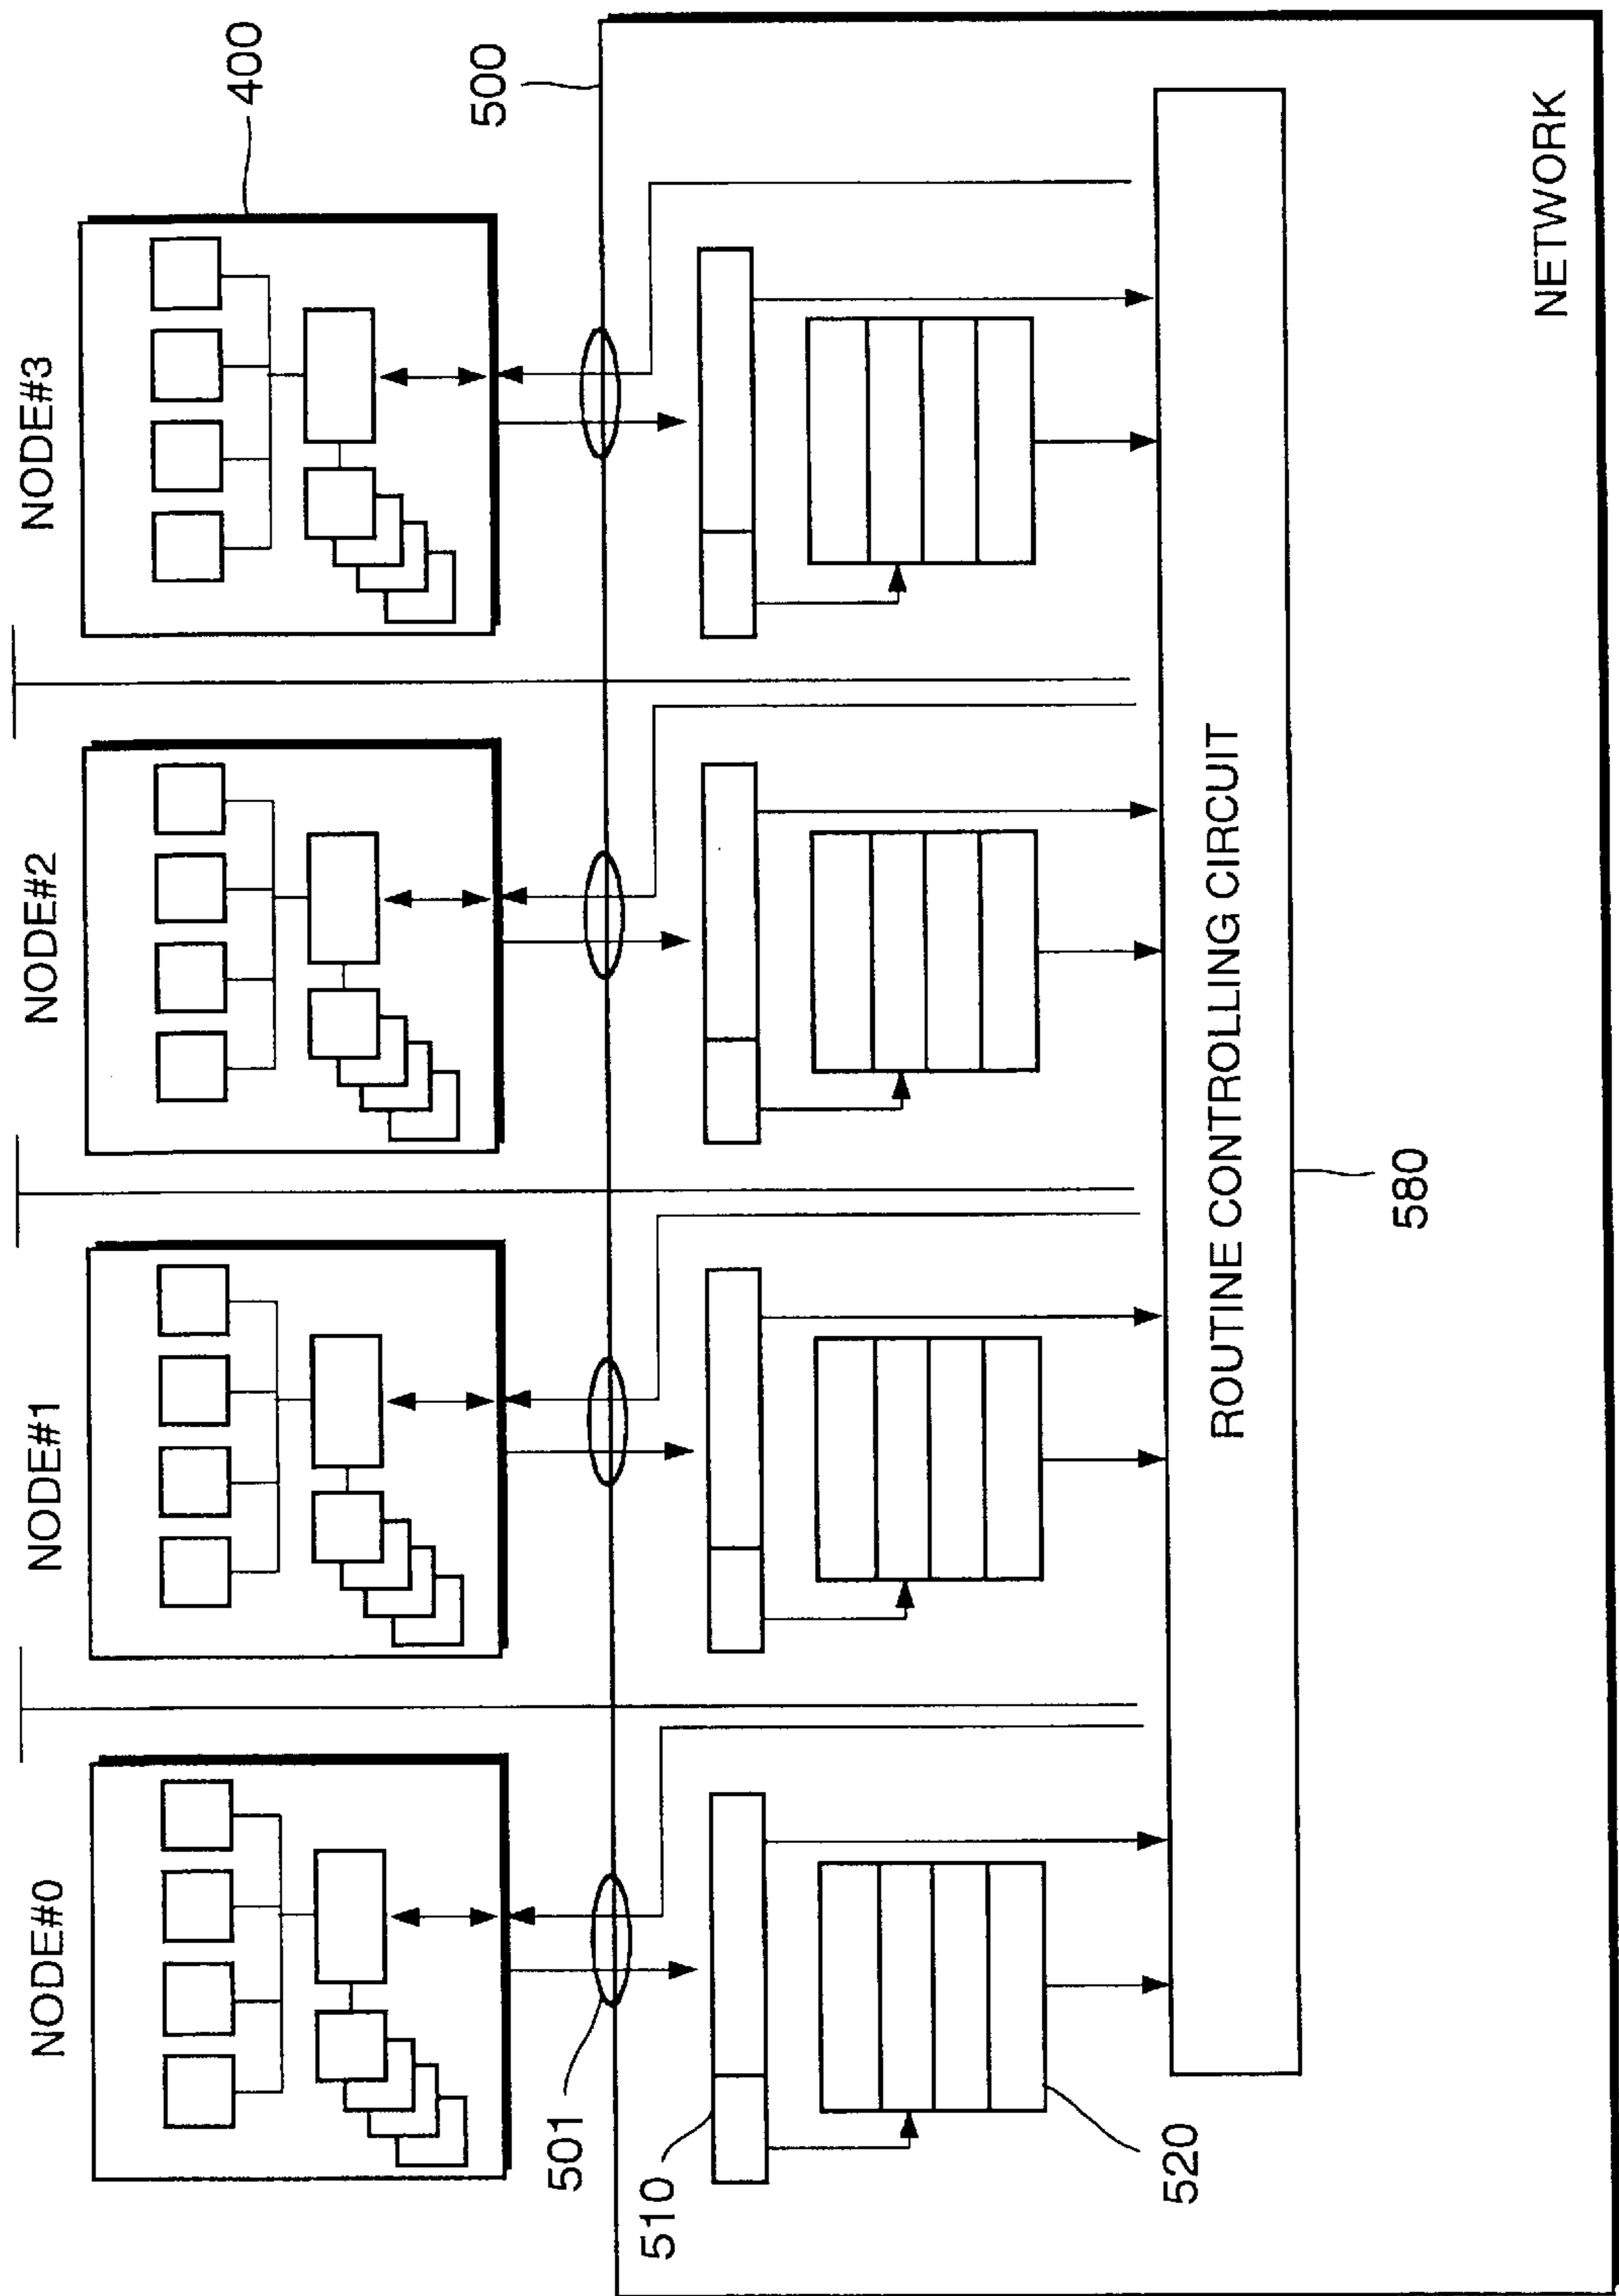 NODE#0
NODE#1
NODE#2
NODE#3
400
500
501
510
520
ROUTINE CONTROLLING CIRCUIT
580
NETWORK